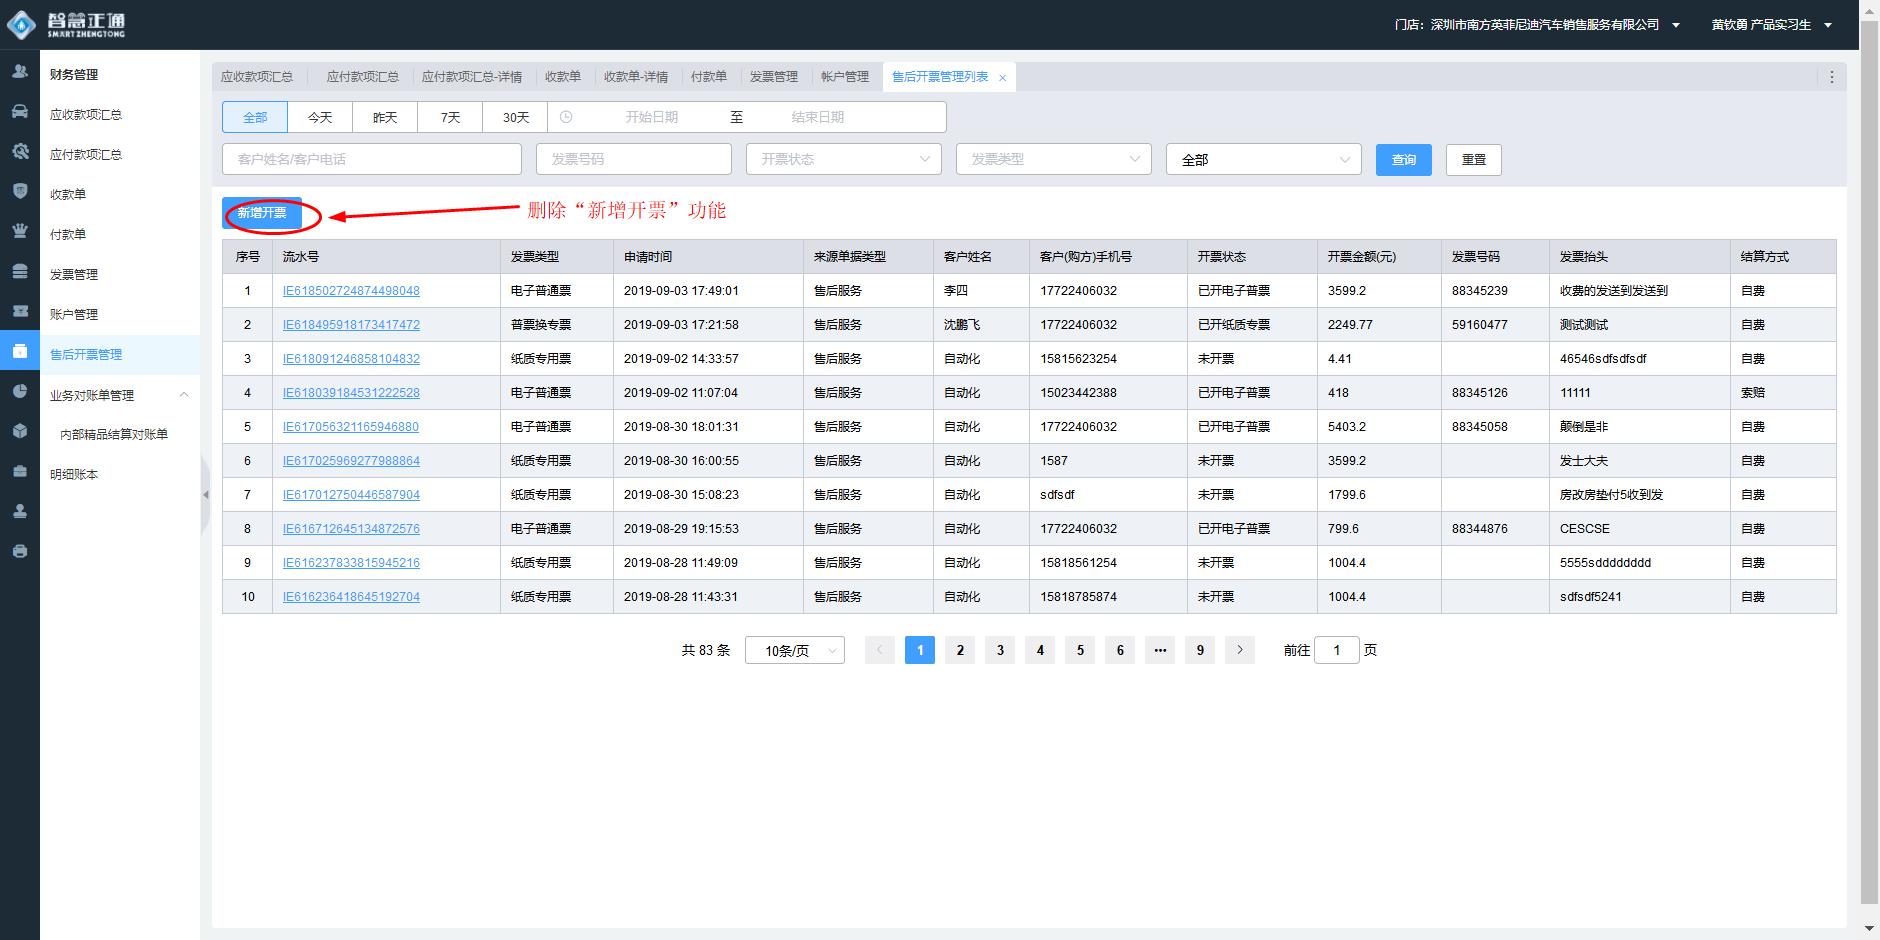 智慧正通
SMART ZHENGTONG
门店：深圳市南方英菲尼迪汽车销售服务有限公司
黄钦勇 产品实习生
财务管理
应收款项汇总
应付款项汇总
收款单
付款单
发票管理
账户管理
售后开票管理
业务对账单管理
内部精品结算对账单
明细账本
应收款项汇总 应付款项汇总 应付款项汇总-详情 收款单 收款单-详情 付款单 发票管理 帐户管理 售后开票管理列表 ×
全部 今天 昨天 7天 30天 开始日期 至 结束日期
客户姓名/客户电话 发票号码 开票状态 发票类型 全部 查询 重置
新增开票
删除“新增开票”功能
序号 流水号 发票类型 申请时间 来源单据类型 客户姓名 客户(购方)手机号 开票状态 开票金额(元) 发票号码 发票抬头 结算方式
1 IE618502724874498048 电子普通票 2019-09-03 17:49:01 售后服务 李四 17722406032 已开电子普票 3599.2 88345239 收费的发送到发送到 自费
2 IE618495918173417472 普票换专票 2019-09-03 17:21:58 售后服务 沈鹏飞 17722406032 已开纸质专票 2249.77 59160477 测试测试 自费
3 IE618091246858104832 纸质专用票 2019-09-02 14:33:57 售后服务 自动化 15815623254 未开票 4.41 46546sdfsdfsdf 自费
4 IE618039184531222528 电子普通票 2019-09-02 11:07:04 售后服务 自动化 15023442388 已开电子普票 418 88345126 11111 索赔
5 IE617056321165946880 电子普通票 2019-08-30 18:01:31 售后服务 自动化 17722406032 已开电子普票 5403.2 88345058 颠倒是非 自费
6 IE617025969277988864 纸质专用票 2019-08-30 16:00:55 售后服务 自动化 1587 未开票 3599.2 发士大夫 自费
7 IE617012750446587904 纸质专用票 2019-08-30 15:08:23 售后服务 自动化 sdfsdf 未开票 1799.6 房改房垫付5收到发 自费
8 IE616712645134872576 电子普通票 2019-08-29 19:15:53 售后服务 自动化 17722406032 已开电子普票 799.6 88344876 CESCSE 自费
9 IE616237833815945216 纸质专用票 2019-08-28 11:49:09 售后服务 自动化 15818561254 未开票 1004.4 5555sddddddddd 自费
10 IE616236418645192704 纸质专用票 2019-08-28 11:43:31 售后服务 自动化 15818785874 未开票 1004.4 sdfsdf5241 自费
共 83 条 10条/页 1 2 3 4 5 6 ••• 9 前往 1 页